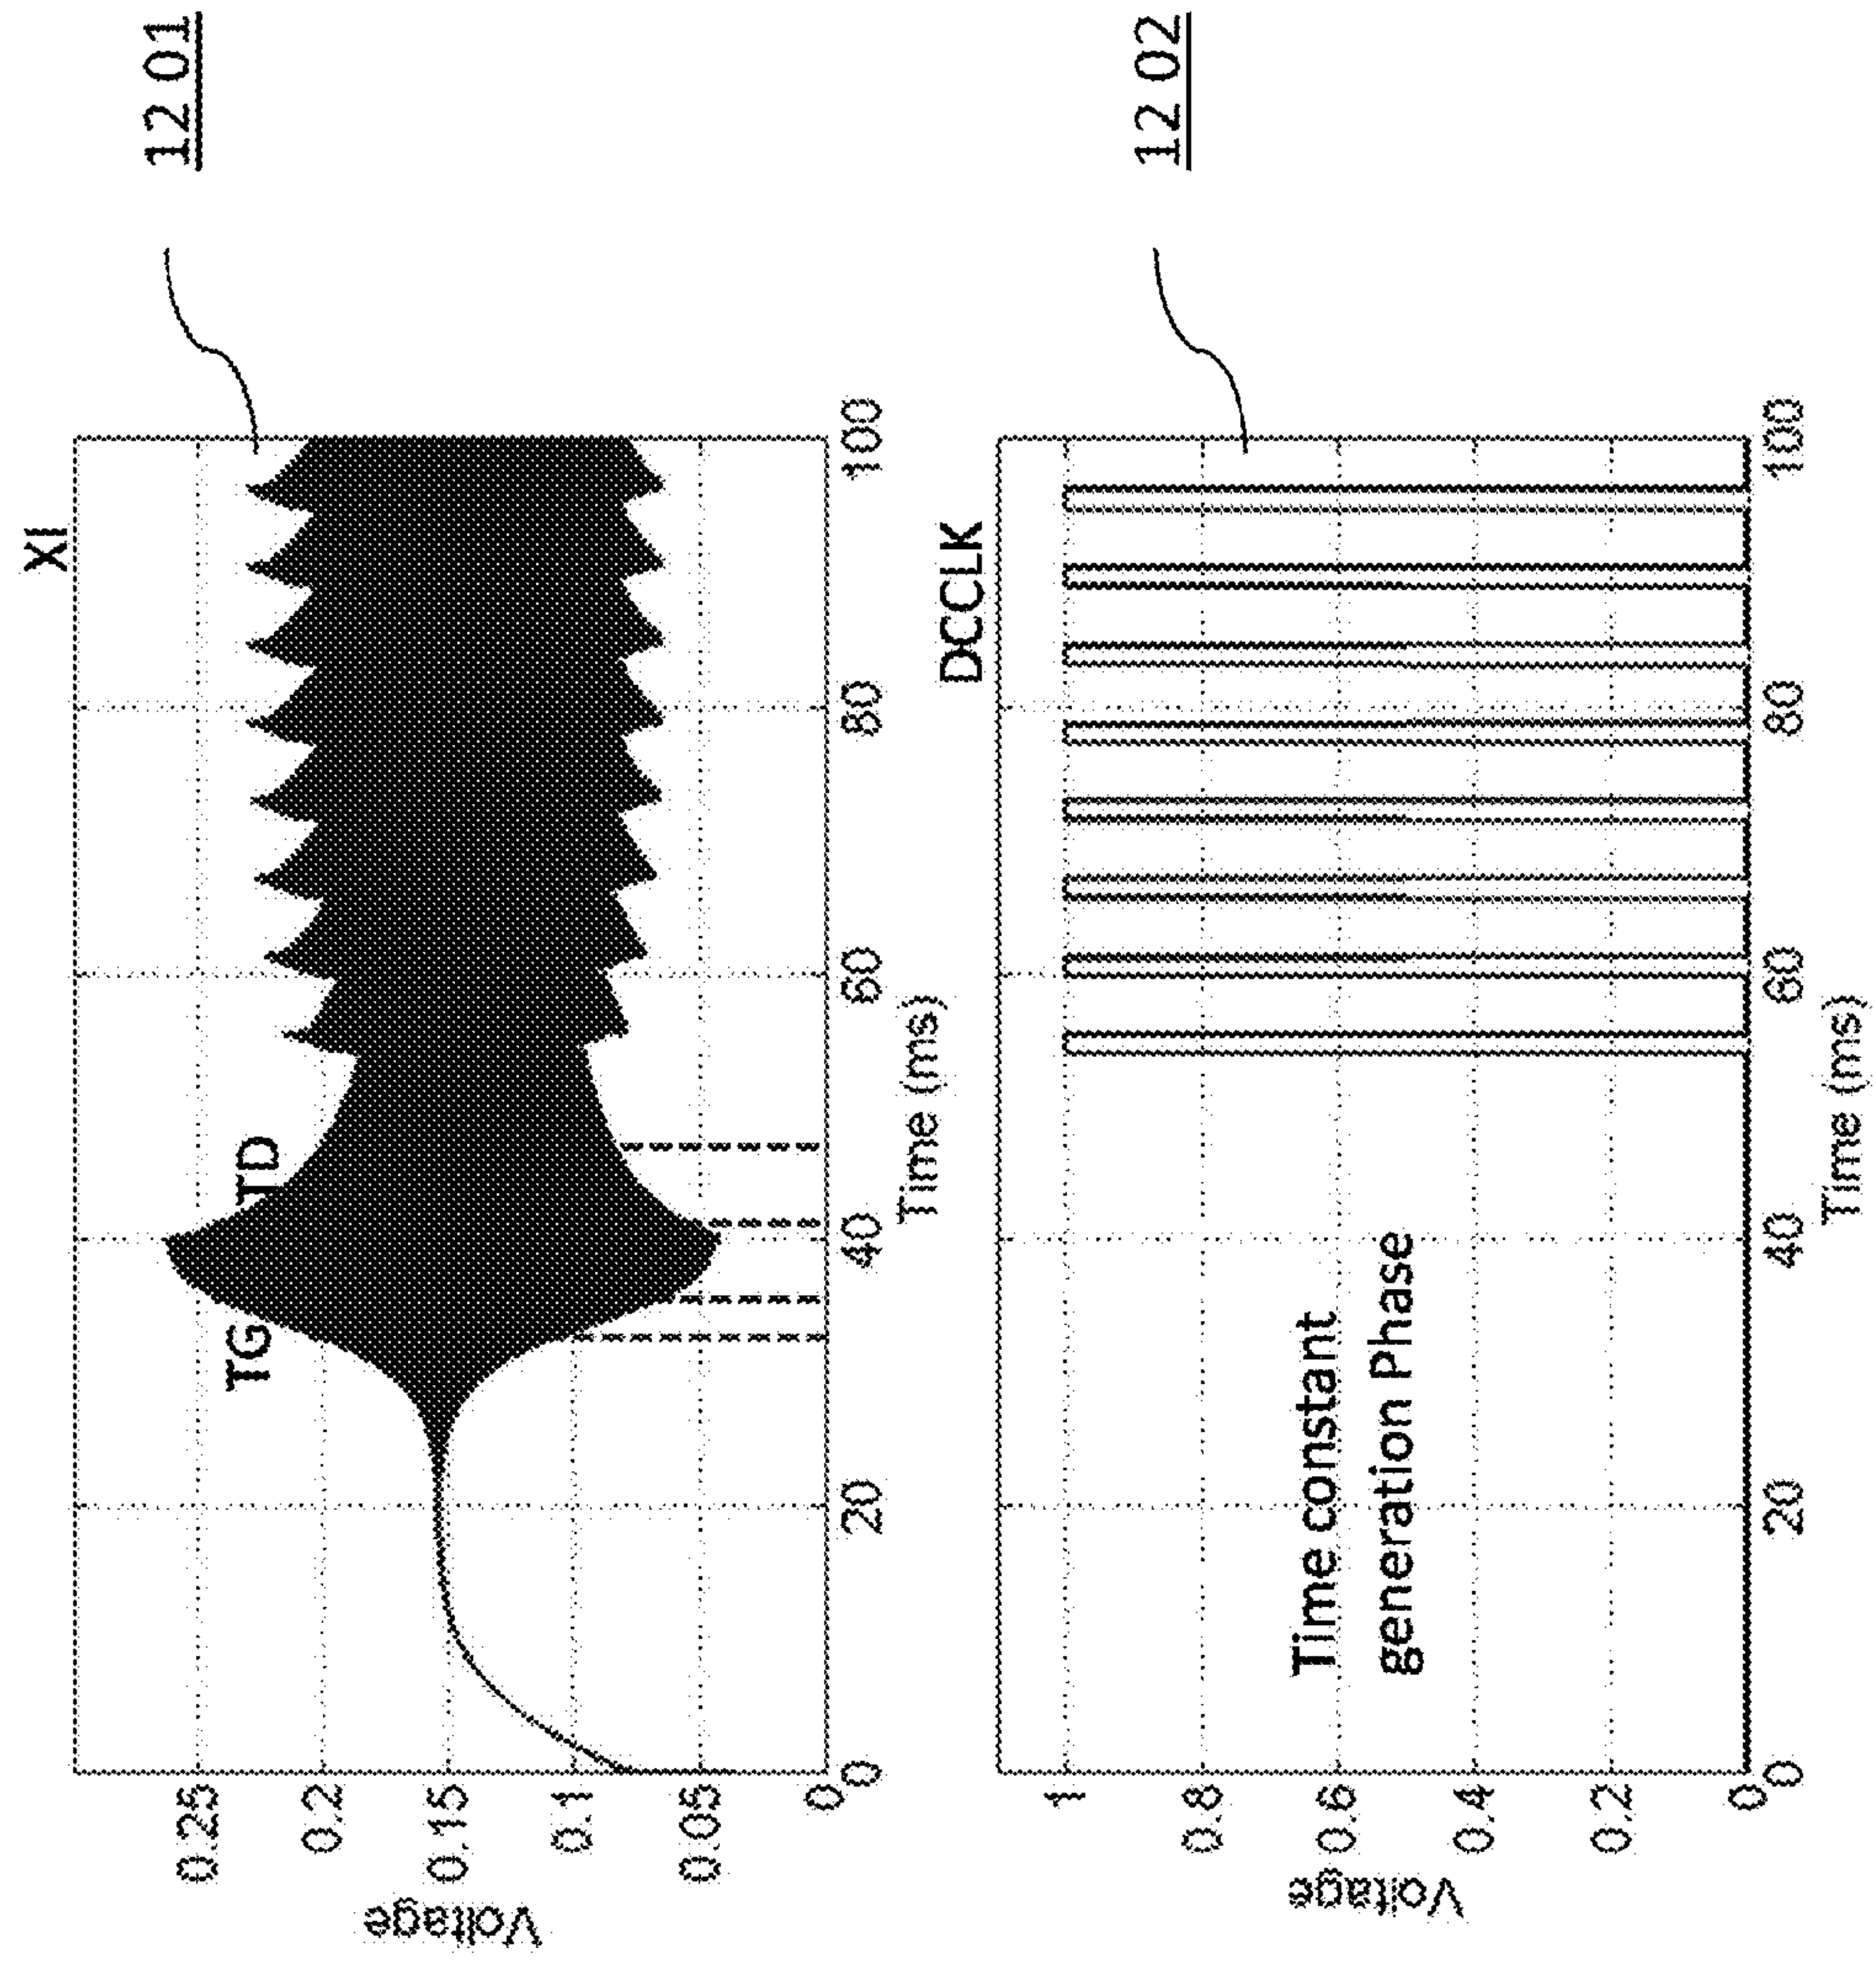 XI
12 01
Voltage
0.25
0.2
0.15
0.1
0.05
0
TG
TD
0
20
40
60
80
100
Time (ms)
DCCLK
12 02
Voltage
1
0.8
0.6
0.4
0.2
0
Time constant
generation Phase
0
20
40
60
80
100
Time (ms)